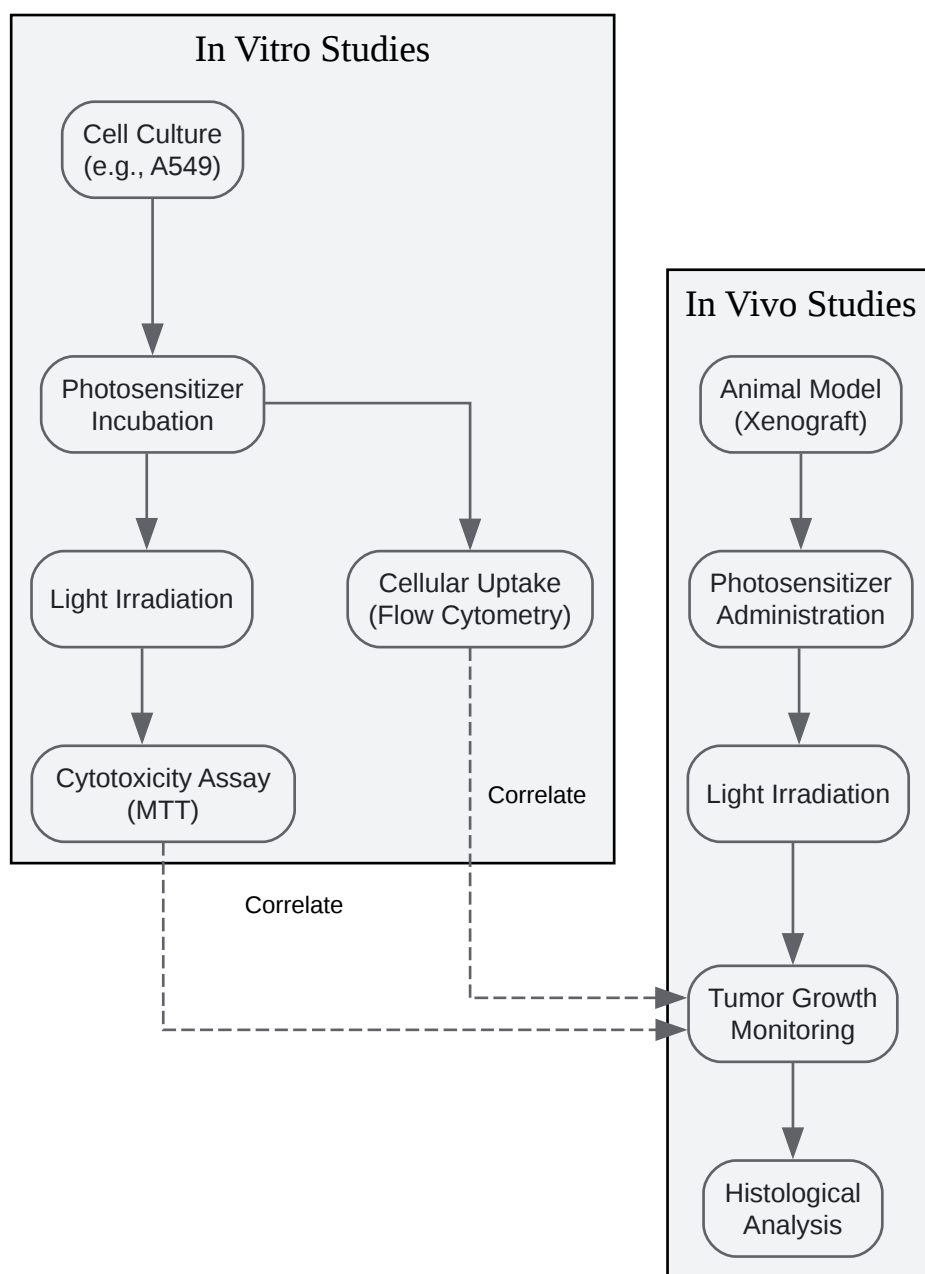 In Vitro Studies
Cell Culture
(e.g., A549)
Photosensitizer
Incubation
Light Irradiation
Cellular Uptake
(Flow Cytometry)
Cytotoxicity Assay
(MTT)
Correlate
Correlate
In Vivo Studies
Animal Model
(Xenograft)
Photosensitizer
Administration
Light Irradiation
Tumor Growth
Monitoring
Histological
Analysis